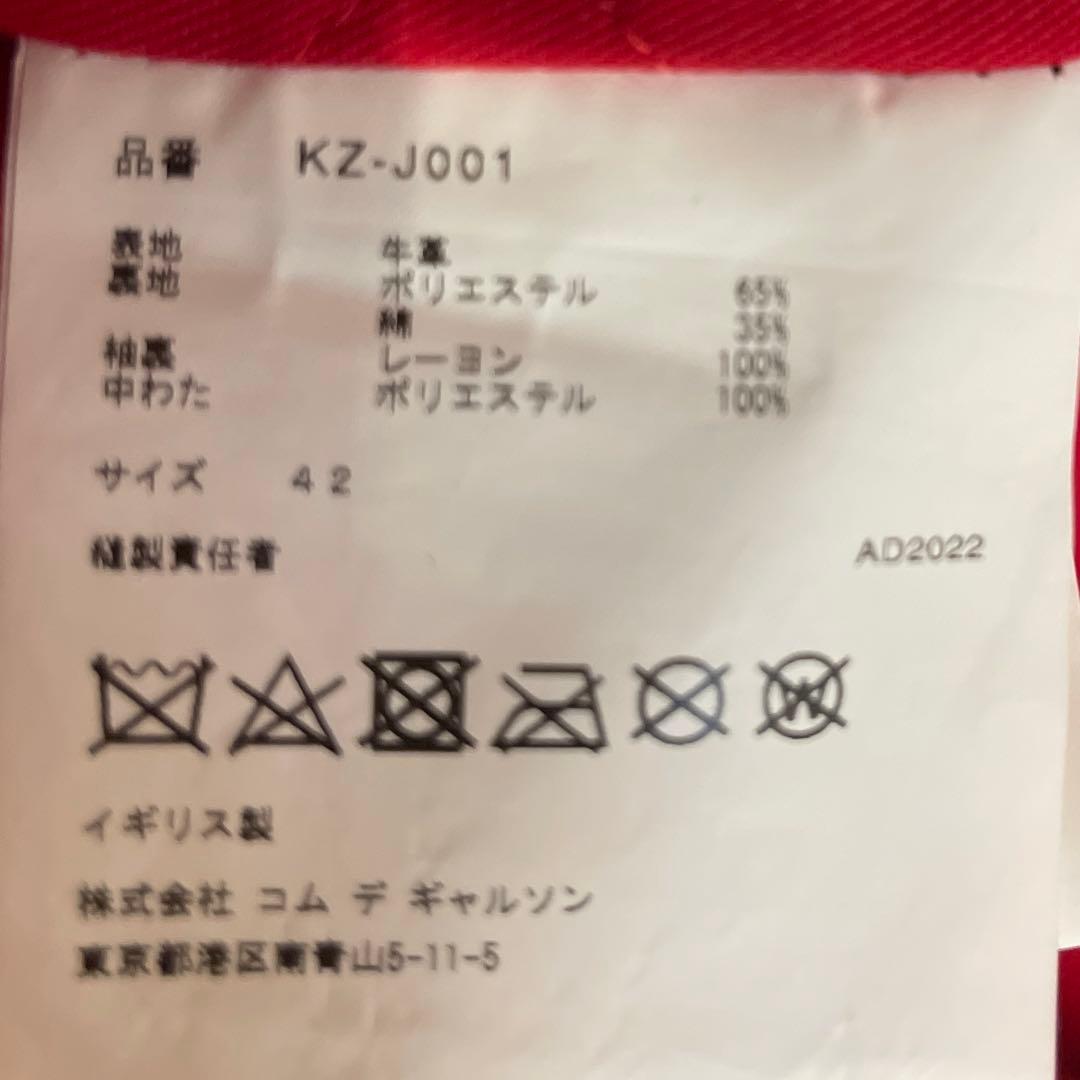 品番 KZ-J001
表地 牛革
裏地 ポリエステル 65%
綿 35%
袖裏 レーヨン 100%
中わた ポリエステル 100%
サイズ 42
縫製責任者 AD2022
W
イギリス製
株式会社 コム デ ギャルソン
東京都港区南青山5-11-5